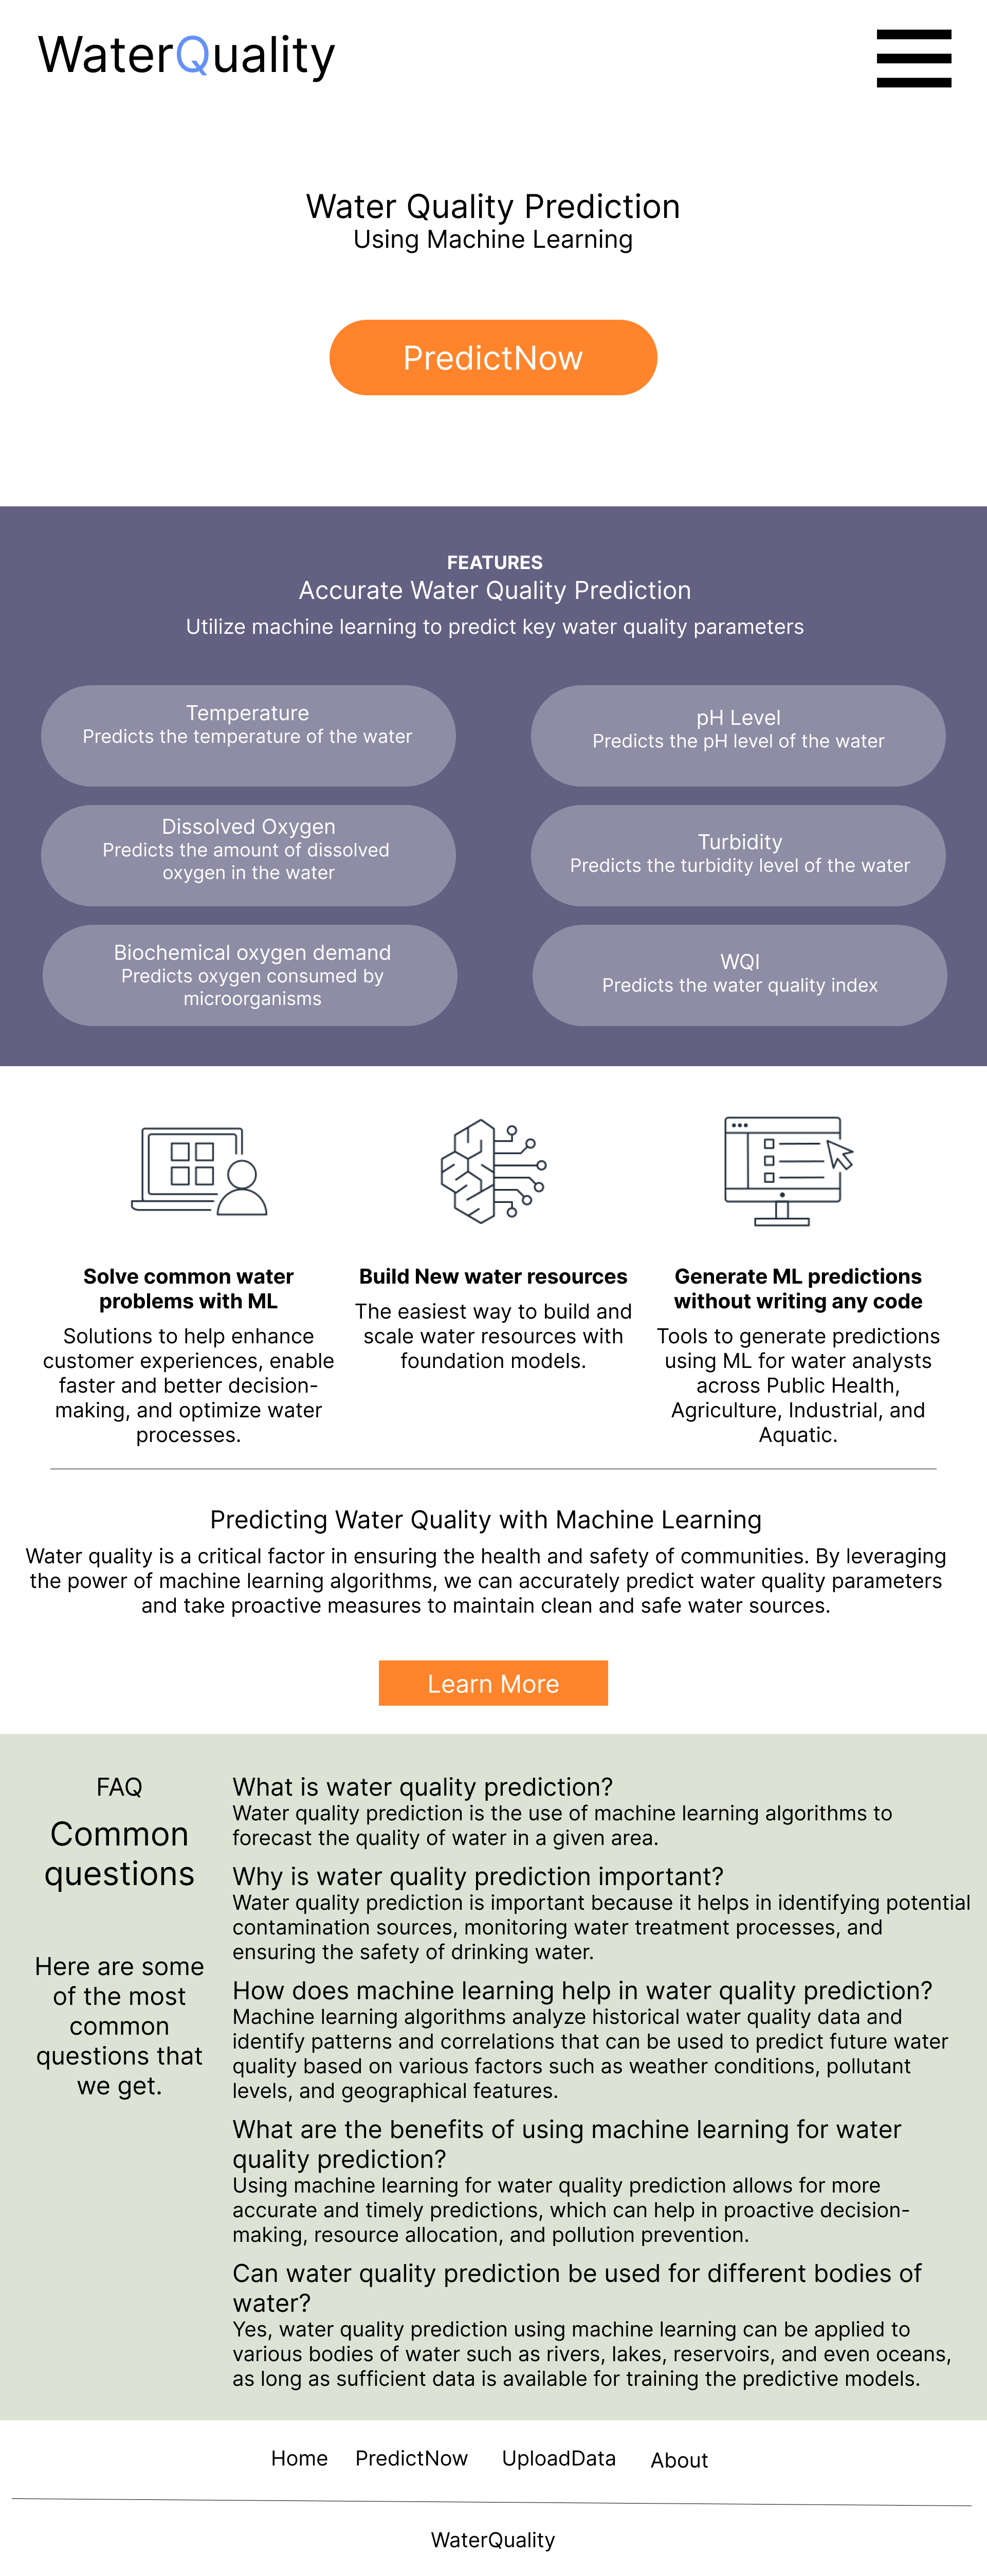 WaterQuality
Water Quality Prediction
Using Machine Learning
PredictNow
FEATURES
Accurate Water Quality Prediction
Utilize machine learning to predict key water quality parameters
Temperature
Predicts the temperature of the water
pH Level
Predicts the pH level of the water
Dissolved Oxygen
Predicts the amount of dissolved
oxygen in the water
Turbidity
Predicts the turbidity level of the water
Biochemical oxygen demand
Predicts oxygen consumed by
microorganisms
WQI
Predicts the water quality index
Solve common water
problems with ML
Solutions to help enhance
customer experiences, enable
faster and better decision-
making, and optimize water
processes.
Build New water resources
The easiest way to build and
scale water resources with
foundation models.
Generate ML predictions
without writing any code
Tools to generate predictions
using ML for water analysts
across Public Health,
Agriculture, Industrial, and
Aquatic.
Predicting Water Quality with Machine Learning
Water quality is a critical factor in ensuring the health and safety of communities. By leveraging
the power of machine learning algorithms, we can accurately predict water quality parameters
and take proactive measures to maintain clean and safe water sources.
Learn More
FAQ
Common
questions
Here are some
of the most
common
questions that
we get.
What is water quality prediction?
Water quality prediction is the use of machine learning algorithms to
forecast the quality of water in a given area.
Why is water quality prediction important?
Water quality prediction is important because it helps in identifying potential
contamination sources, monitoring water treatment processes, and
ensuring the safety of drinking water.
How does machine learning help in water quality prediction?
Machine learning algorithms analyze historical water quality data and
identify patterns and correlations that can be used to predict future water
quality based on various factors such as weather conditions, pollutant
levels, and geographical features.
What are the benefits of using machine learning for water
quality prediction?
Using machine learning for water quality prediction allows for more
accurate and timely predictions, which can help in proactive decision-
making, resource allocation, and pollution prevention.
Can water quality prediction be used for different bodies of
water?
Yes, water quality prediction using machine learning can be applied to
various bodies of water such as rivers, lakes, reservoirs, and even oceans,
as long as sufficient data is available for training the predictive models.
Home PredictNow UploadData About
WaterQuality